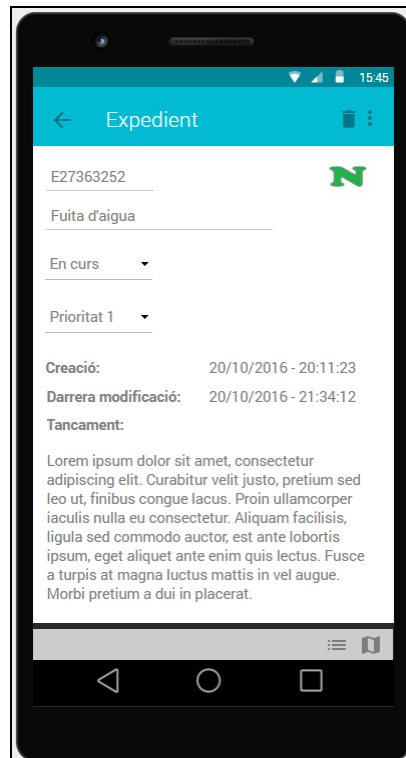 15:45
Expedient
E27363252
N
Fuita d'aigua
En curs
Prioritat 1
Creació: 20/10/2016 - 20:11:23
Darrera modificació: 20/10/2016 - 21:34:12
Tancament:
Lorem ipsum dolor sit amet, consectetur
adipiscing elit. Curabitur velit justo, pretium sed
leo ut, finibus congue lacus. Proin ullamcorper
iaculis nulla eu consectetur. Aliquam facilisis,
ligula sed commodo auctor, est ante lobortis
ipsum, eget aliquet ante enim quis lectus. Fusce
a turpis at magna luctus mattis in vel augue.
Morbi pretium a dui in placerat.